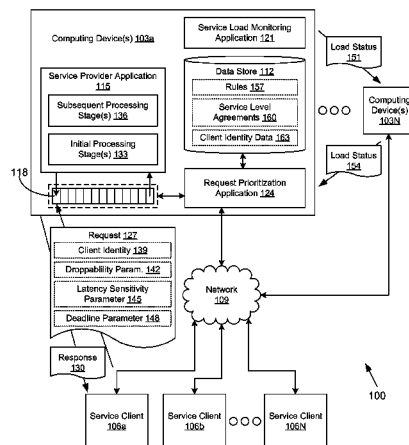 Computing Device(s) 103a
Service Load Monitoring
Application 121
Service Provider Application
115
Subsequent Processing
Stage(s) 136
Initial Processing
Stage(s) 133
118
Data Store 112
Rules 157
Service Level
Agreements 160
Client Identity Data 163
Request Prioritization
Application 124
Load Status
151
Computing
Device(s)
103N
Load Status
154
Request 127
Client Identity 139
Droppability Param. 142
Latency Sensitivity
Parameter 145
Deadline Parameter 148
Response
130
Network
109
100
Service Client
106a
Service Client
106b
Service Client
106N